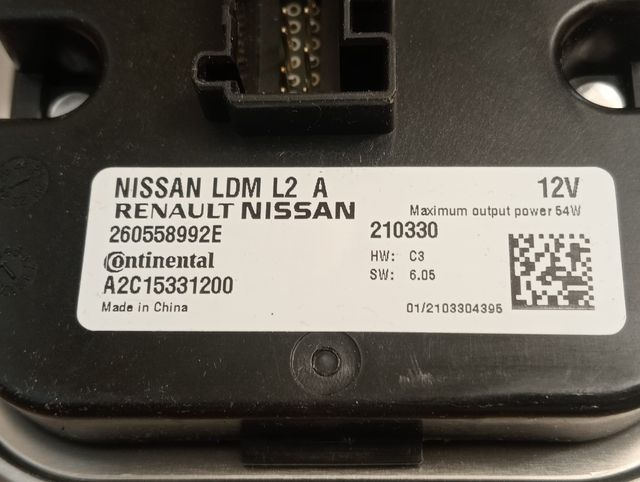 NISSAN LDM L2 A 12V
RENAULT NISSAN Maximum output power 54W
260558992E 210330
Continental HW: C3
A2C15331200 SW: 6.05
Made in China 01/2103304395